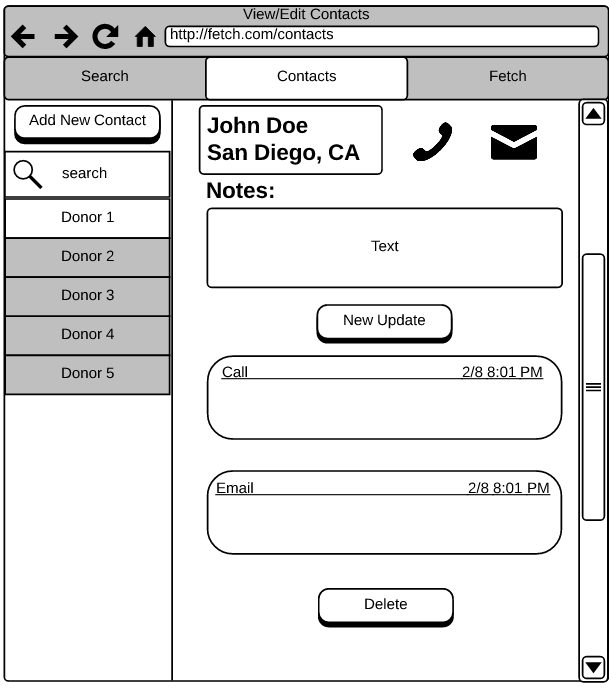 View/Edit Contacts
http://fetch.com/contacts
Search
Contacts
Fetch
Add New Contact
search
Donor 1
Donor 2
Donor 3
Donor 4
Donor 5
John Doe
San Diego, CA
Notes:
Text
New Update
Call 2/8 8:01 PM
Email 2/8 8:01 PM
Delete